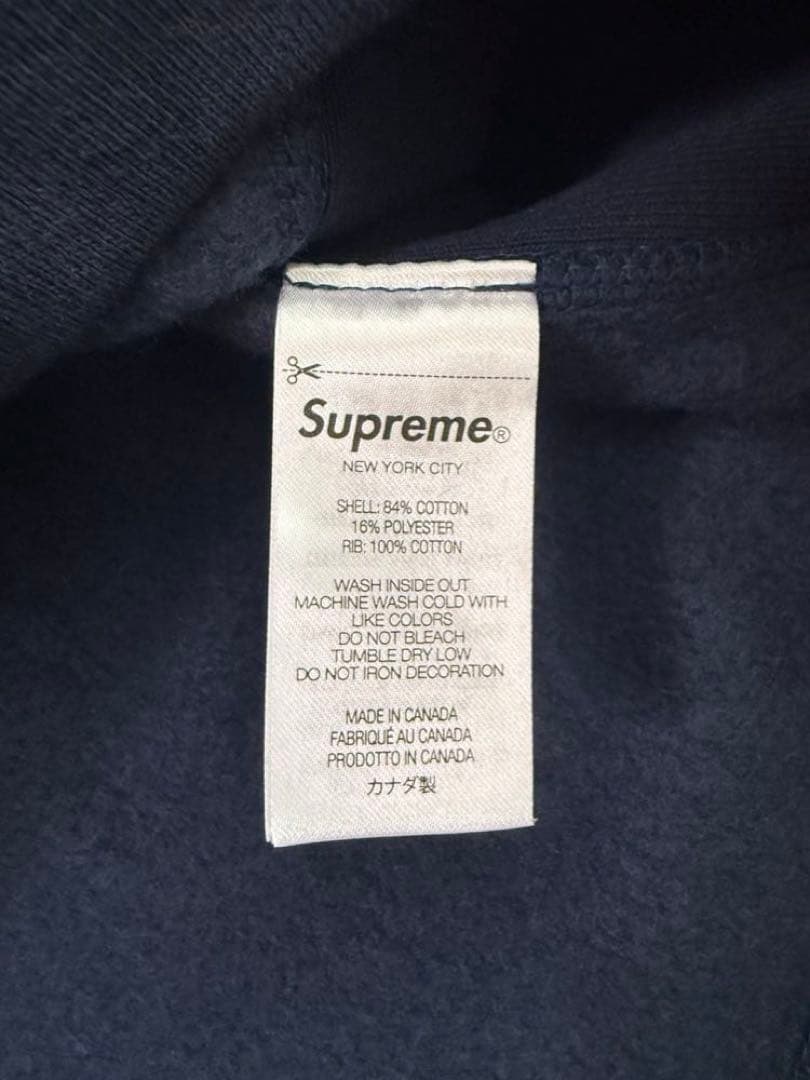 Supreme®
NEW YORK CITY
SHELL: 84% COTTON
16% POLYESTER
RIB: 100% COTTON
WASH INSIDE OUT
MACHINE WASH COLD WITH
LIKE COLORS
DO NOT BLEACH
TUMBLE DRY LOW
DO NOT IRON DECORATION
MADE IN CANADA
FABRIQUÉ AU CANADA
PRODOTTO IN CANADA
カナダ製